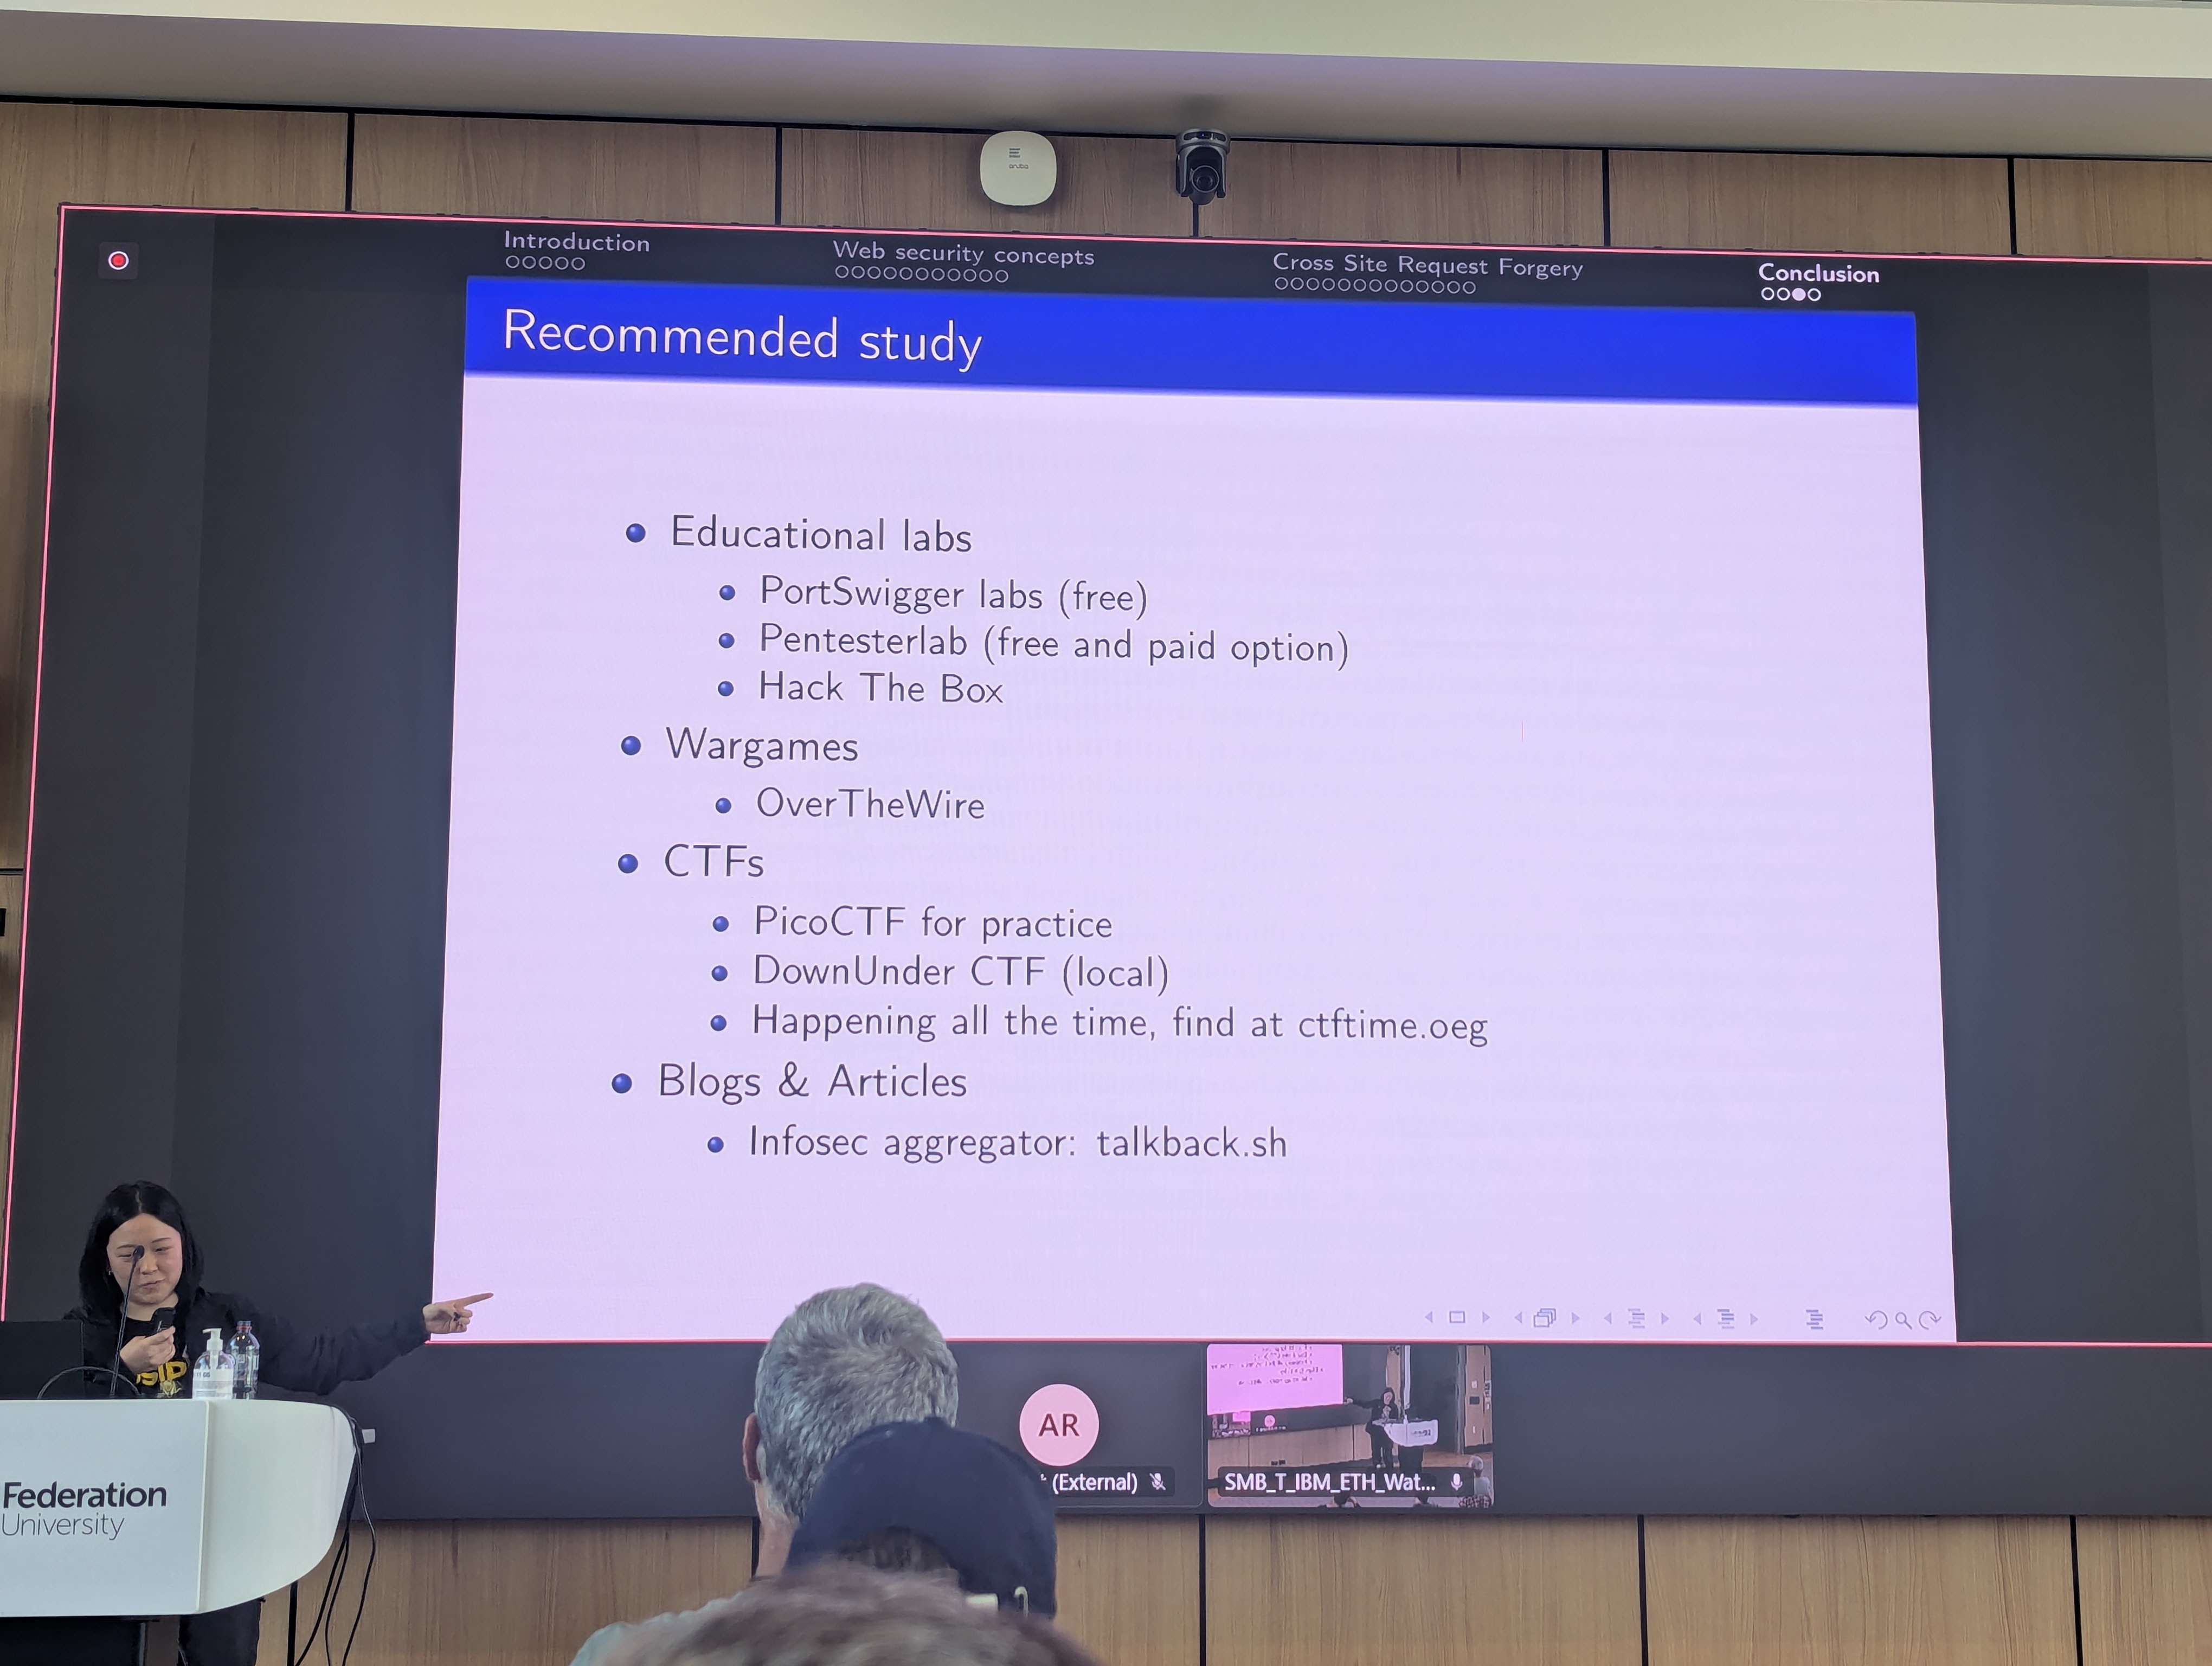 aruba
Introduction
Web security concepts
Cross Site Request Forgery
Conclusion
Recommended study
Educational labs
PortSwigger labs (free)
Pentesterlab (free and paid option)
Hack The Box
Wargames
OverTheWire
CTFs
PicoCTF for practice
DownUnder CTF (local)
Happening all the time, find at ctftime.oeg
Blogs & Articles
Infosec aggregator: talkback.sh
AR
(External)
SMB_T_IBM_ETH_Wat...
Federation
University